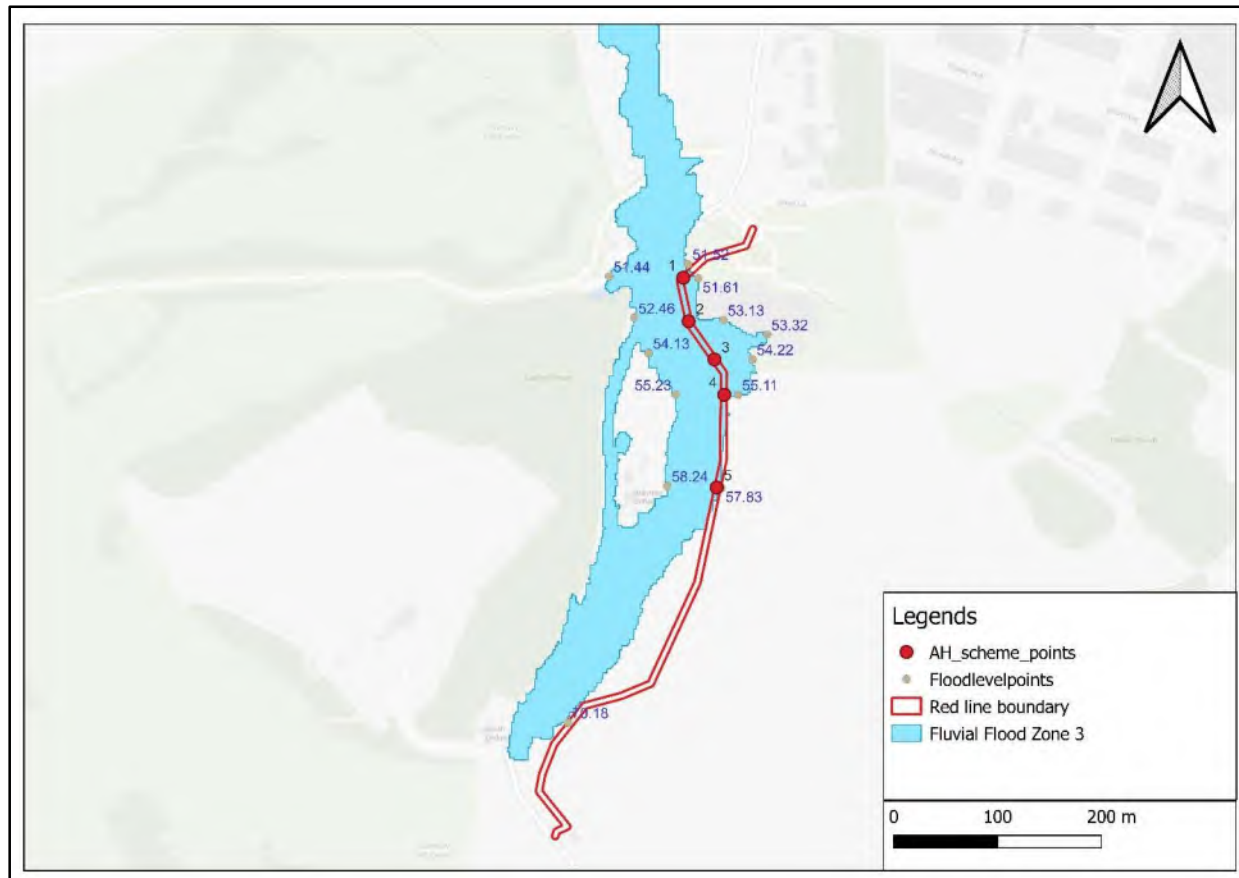 51.52
51.44
1
51.61
52.46
2
53.13
53.32
54.13
3
54.22
55.23
4
55.11
58.24
5
57.83
Legends
AH_scheme_points
Floodlevelpoints
Red line boundary
Fluvial Flood Zone 3
0 100 200 m